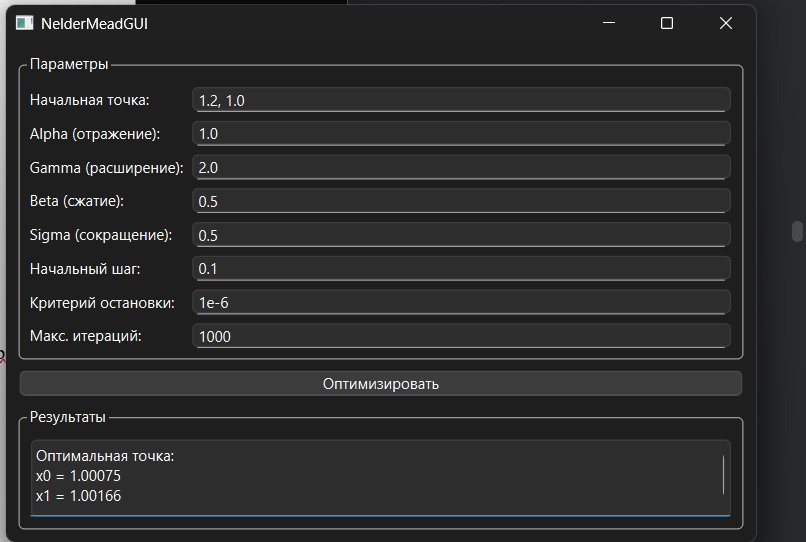 NelderMeadGUI
Параметры
Начальная точка: 1.2, 1.0
Alpha (отражение): 1.0
Gamma (расширение): 2.0
Beta (сжатие): 0.5
Sigma (сокращение): 0.5
Начальный шаг: 0.1
Критерий остановки: 1e-6
Макс. итераций: 1000
Оптимизировать
Результаты
Оптимальная точка:
x0 = 1.00075
x1 = 1.00166